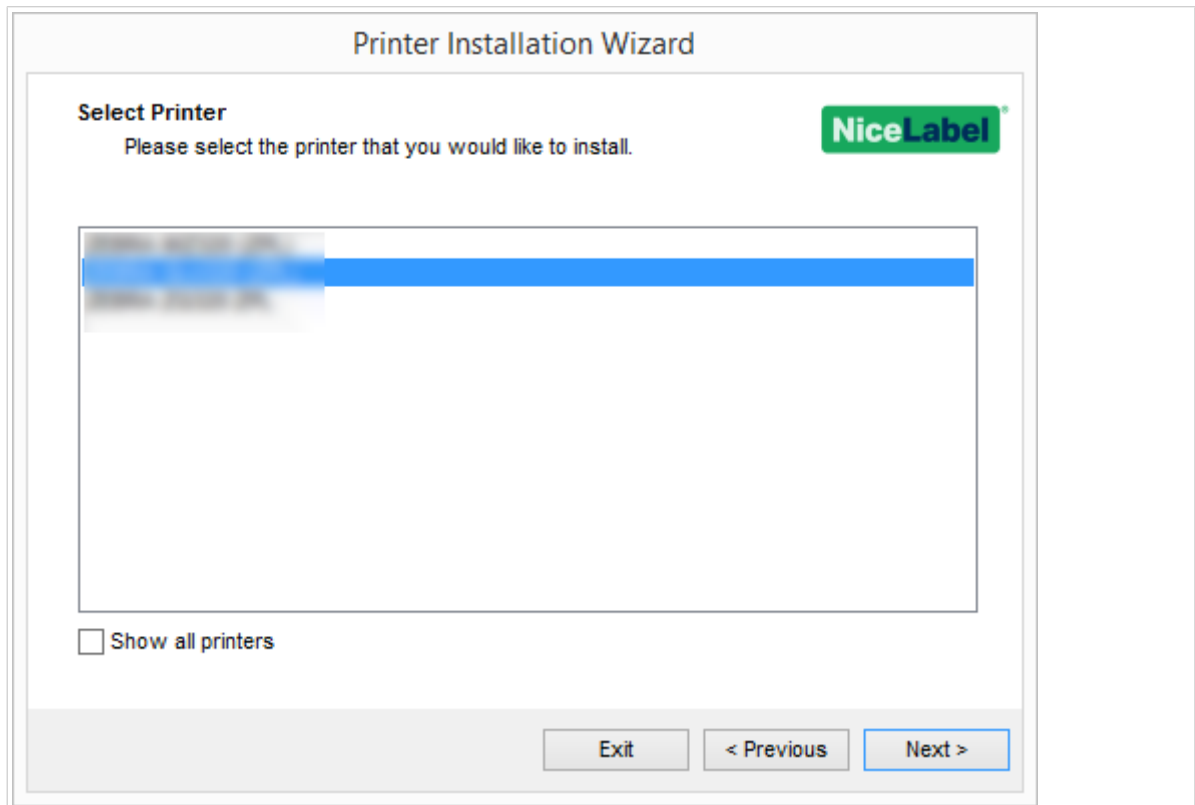 Printer Installation Wizard
Select Printer
Please select the printer that you would like to install.
NiceLabel®
Show all printers
Exit
< Previous
Next >